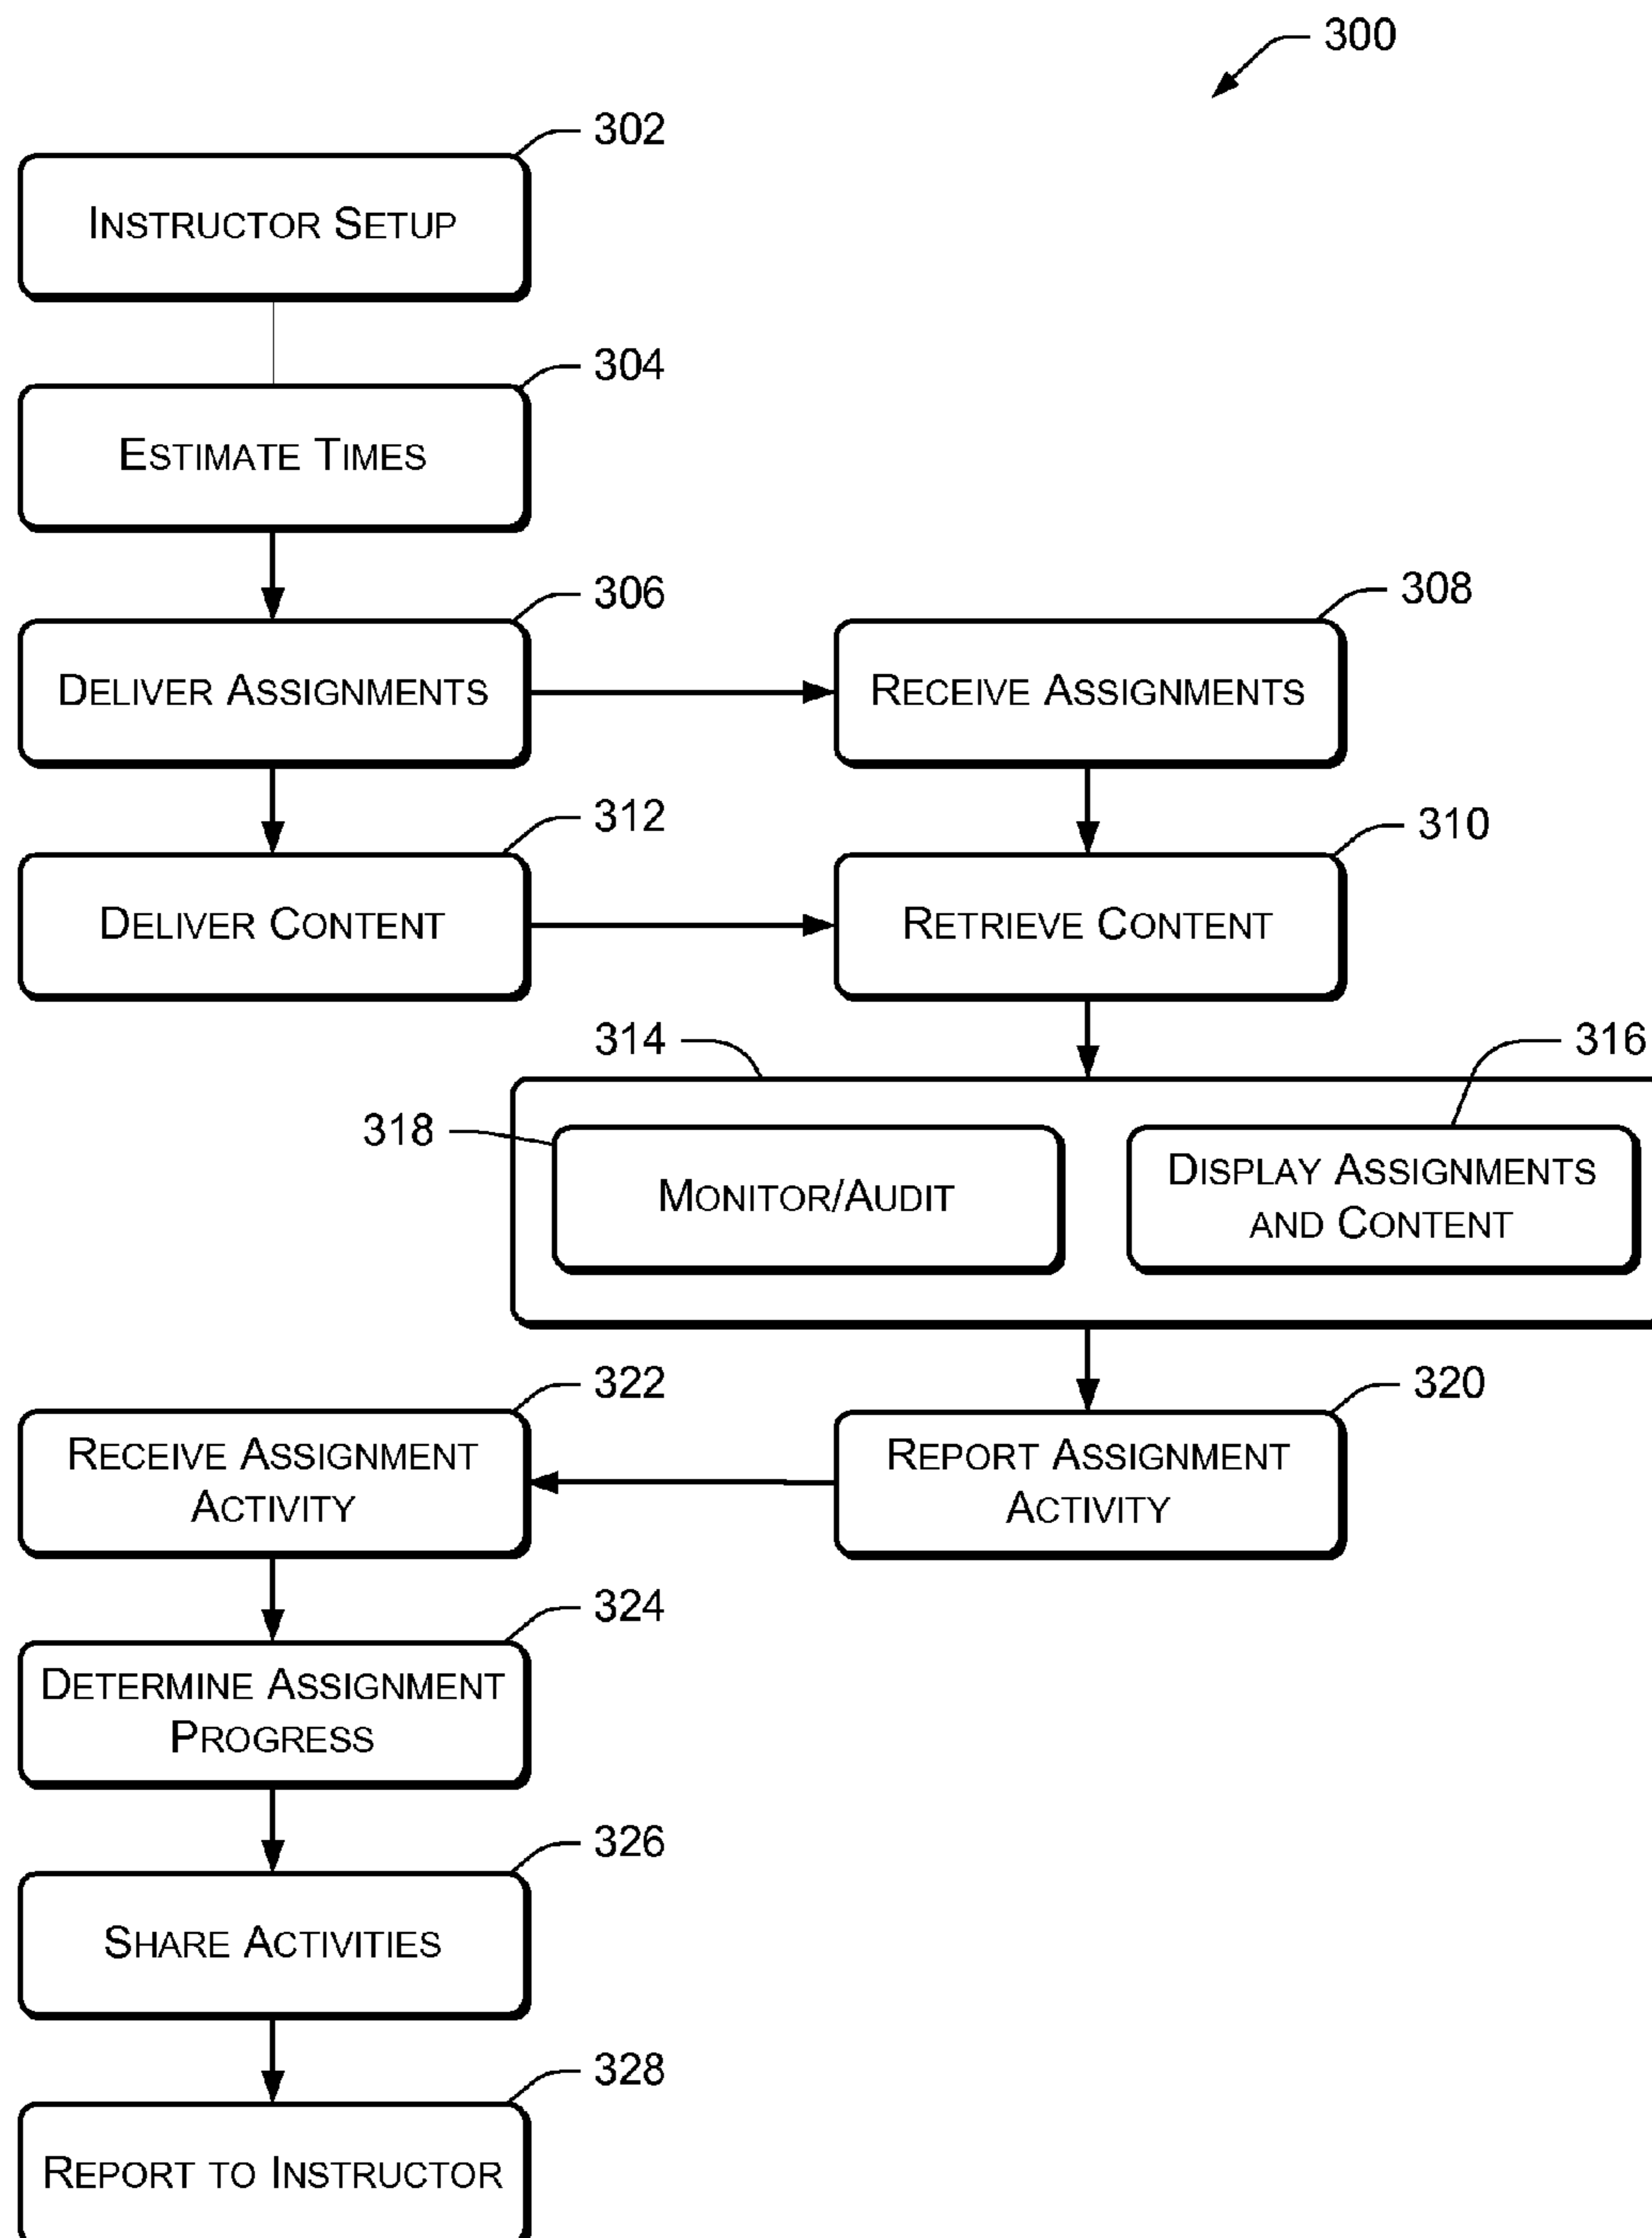 300
302
INSTRUCTOR SETUP
304
ESTIMATE TIMES
306
DELIVER ASSIGNMENTS
308
RECEIVE ASSIGNMENTS
312
DELIVER CONTENT
310
RETRIEVE CONTENT
314
316
318
MONITOR/AUDIT
DISPLAY ASSIGNMENTS
AND CONTENT
322
RECEIVE ASSIGNMENT
ACTIVITY
320
REPORT ASSIGNMENT
ACTIVITY
324
DETERMINE ASSIGNMENT
PROGRESS
326
SHARE ACTIVITIES
328
REPORT TO INSTRUCTOR